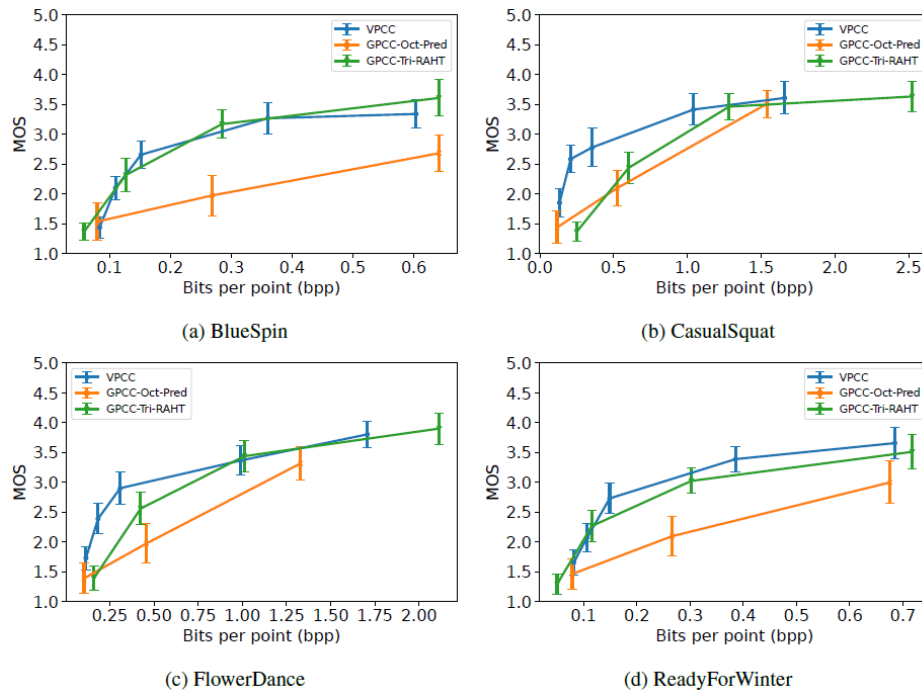 5.0
4.5
4.0
3.5
3.0
2.5
2.0
1.5
1.0
MOS
VPCC
GPCC-Oct-Pred
GPCC-Tri-RAHT
0.1 0.2 0.3 0.4 0.5 0.6
Bits per point (bpp)
(a) BlueSpin
5.0
4.5
4.0
3.5
3.0
2.5
2.0
1.5
1.0
MOS
VPCC
GPCC-Oct-Pred
GPCC-Tri-RAHT
0.0 0.5 1.0 1.5 2.0 2.5
Bits per point (bpp)
(b) CasualSquat
5.0
4.5
4.0
3.5
3.0
2.5
2.0
1.5
1.0
MOS
VPCC
GPCC-Oct-Pred
GPCC-Tri-RAHT
0.25 0.50 0.75 1.00 1.25 1.50 1.75 2.00
Bits per point (bpp)
(c) FlowerDance
5.0
4.5
4.0
3.5
3.0
2.5
2.0
1.5
1.0
MOS
VPCC
GPCC-Oct-Pred
GPCC-Tri-RAHT
0.1 0.2 0.3 0.4 0.5 0.6 0.7
Bits per point (bpp)
(d) ReadyForWinter